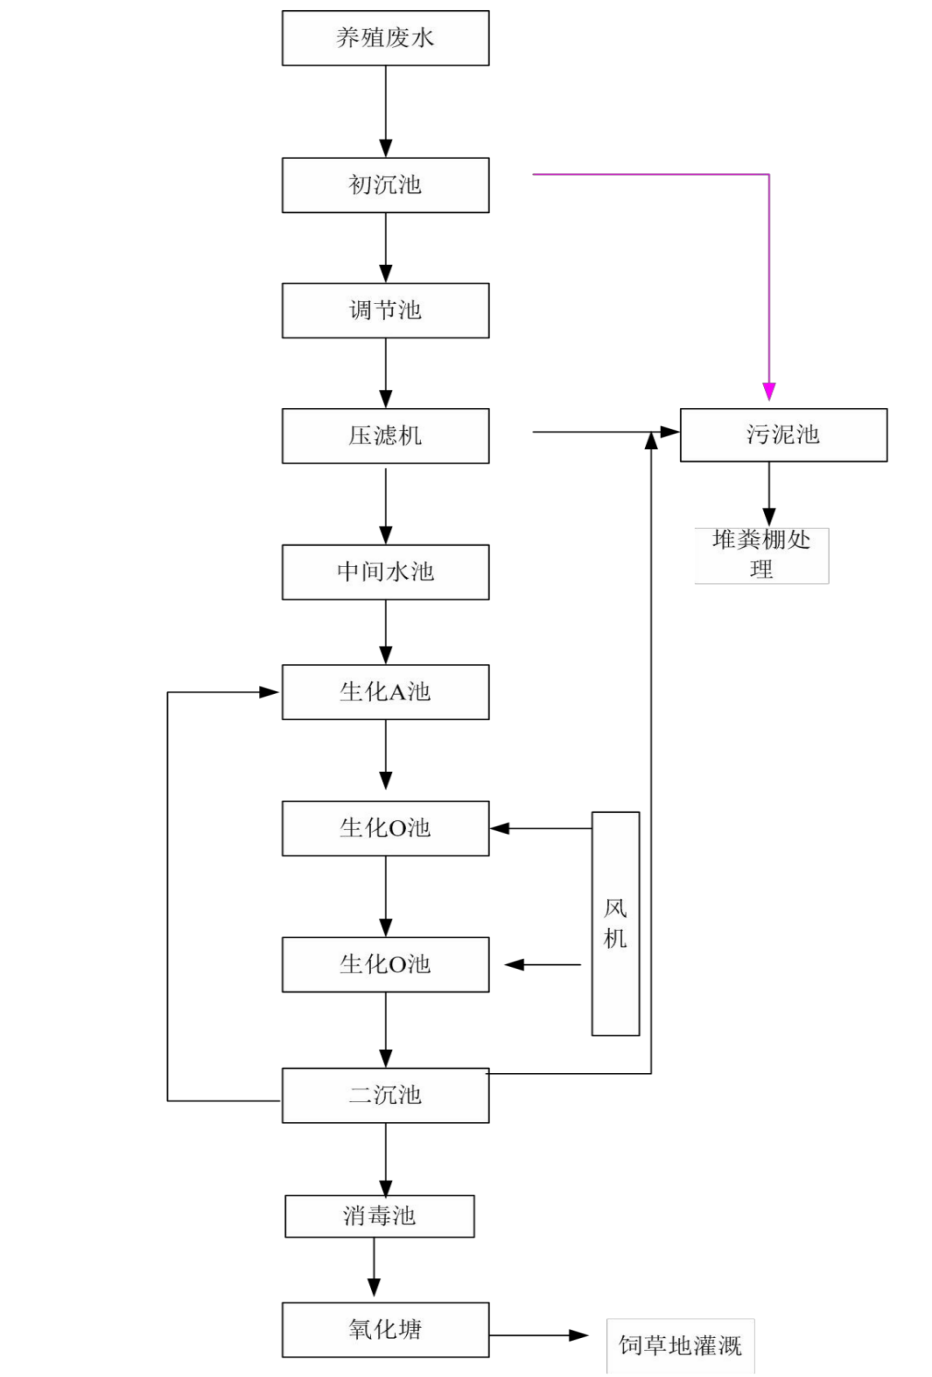 养殖废水
初沉池
调节池
压滤机
污泥池
堆粪棚处
理
中间水池
生化A池
生化O池
风
机
生化O池
二沉池
消毒池
氧化塘
饲草地灌溉